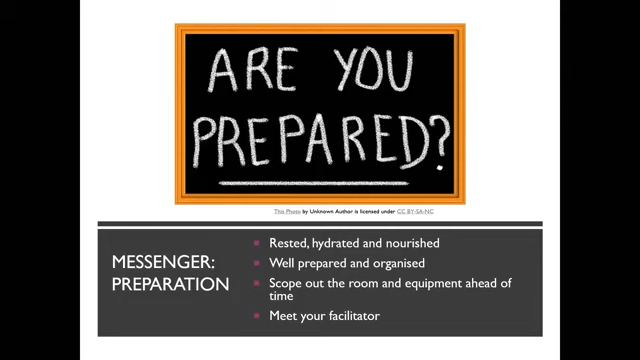 ARE YOU
PREPARED?
This Photo by Unknown Author is licensed under CC BY-SA-NC
MESSENGER:
PREPARATION
Rested, hydrated and nourished
Well prepared and organised
Scope out the room and equipment ahead of
time
Meet your facilitator